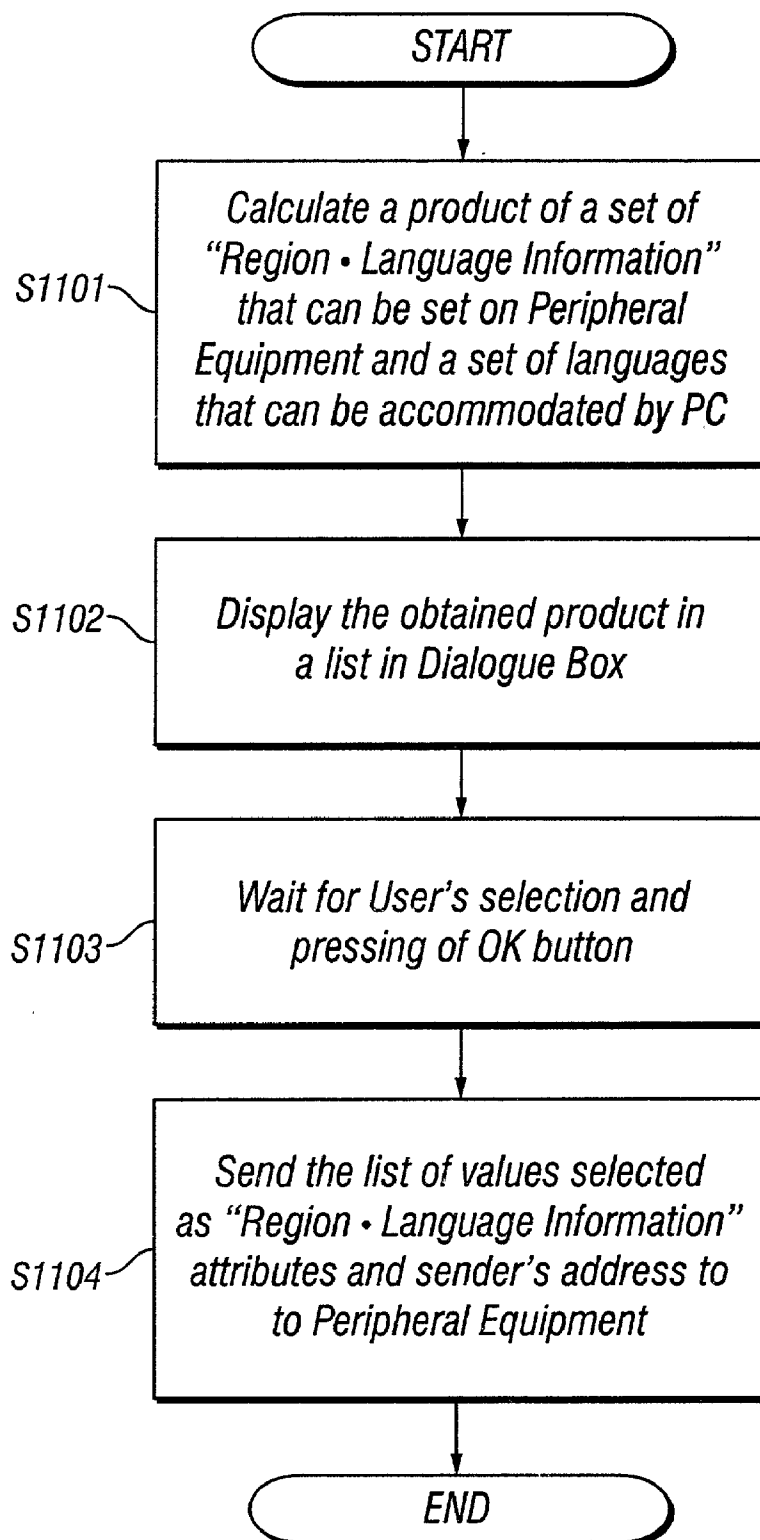 START
S1101
Calculate a product of a set of
“Region • Language Information”
that can be set on Peripheral
Equipment and a set of languages
that can be accommodated by PC
S1102
Display the obtained product in
a list in Dialogue Box
S1103
Wait for User's selection and
pressing of OK button
S1104
Send the list of values selected
as “Region • Language Information”
attributes and sender's address to
to Peripheral Equipment
END